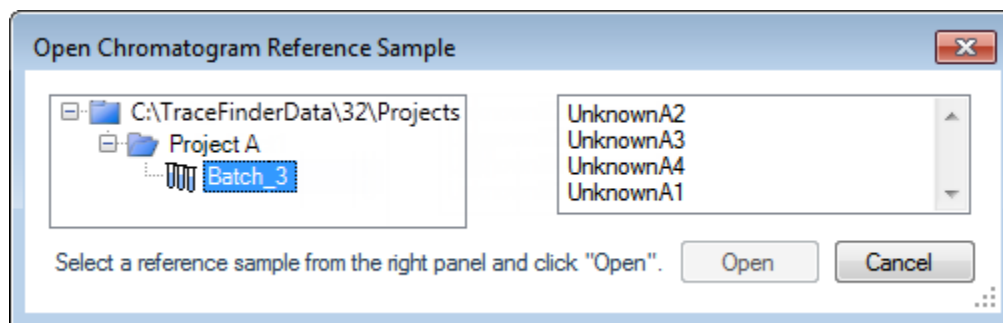 Open Chromatogram Reference Sample
C:\TraceFinderData\32\Projects
Project A
Batch_3
UnknownA2
UnknownA3
UnknownA4
UnknownA1
Select a reference sample from the right panel and click "Open".
Open
Cancel